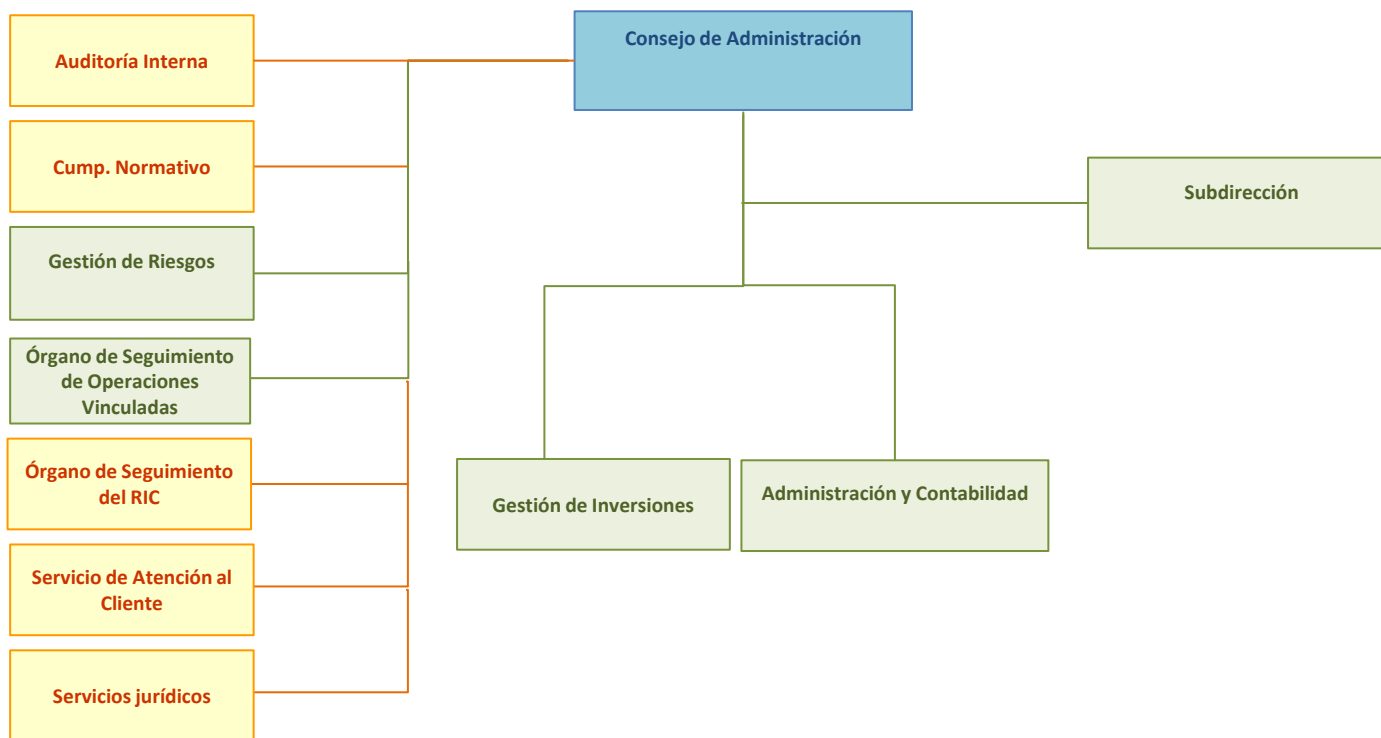 Consejo de Administración
Auditoría Interna
Cump. Normativo
Gestión de Riesgos
Órgano de Seguimiento
de Operaciones
Vinculadas
Órgano de Seguimiento
del RIC
Servicio de Atención al
Cliente
Servicios jurídicos
Subdirección
Gestión de Inversiones
Administración y Contabilidad